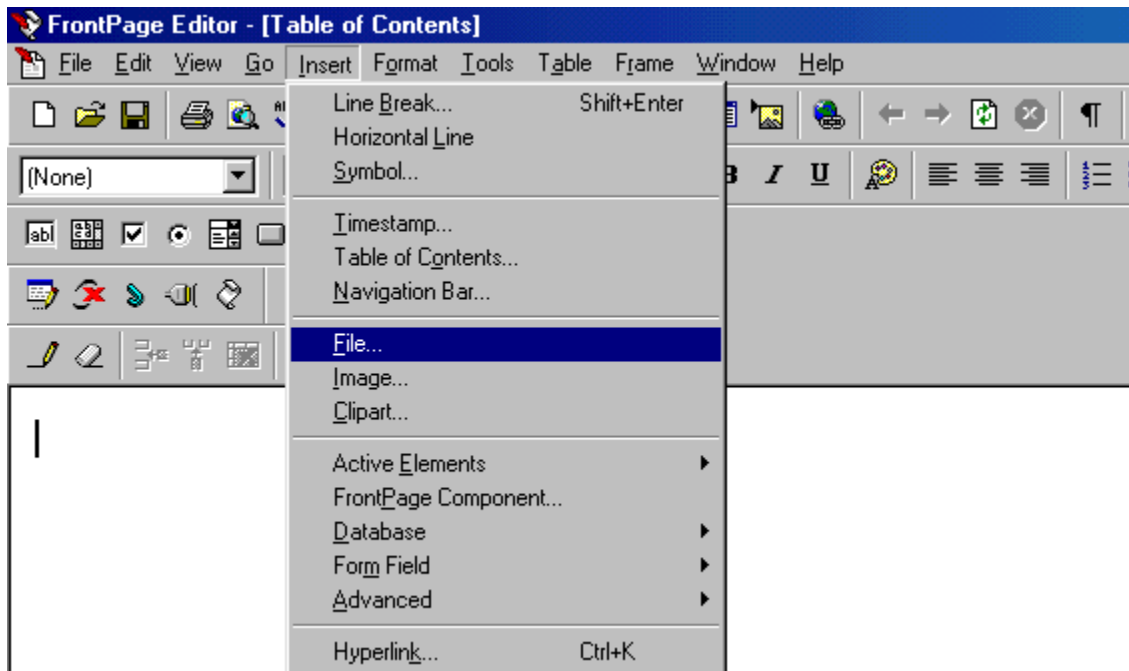 FrontPage Editor - [Table of Contents]
File Edit View Go Insert Format Tools Table Frame Window Help
Line Break... Shift+Enter
Horizontal Line
Symbol...
(None)
B I U
Timestamp...
Table of Contents...
Navigation Bar...
File...
Image...
Clipart...
Active Elements
FrontPage Component...
Database
Form Field
Advanced
Hyperlink... Ctrl+K